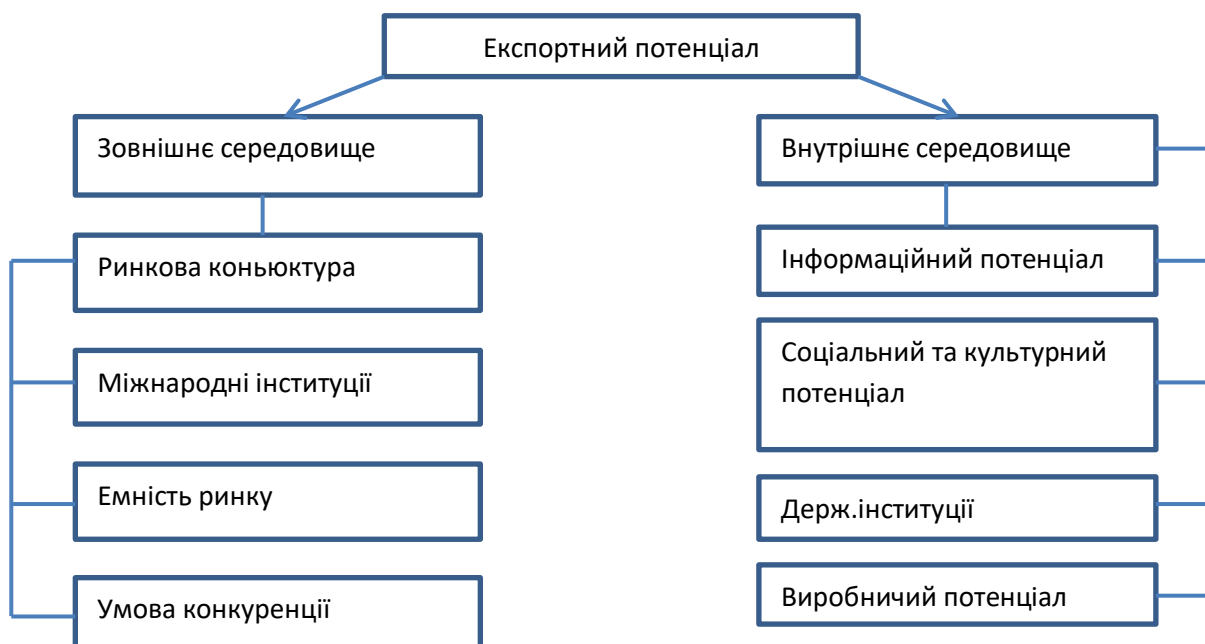 Експортний потенціал
Зовнішнє середовище
Ринкова коньюктура
Міжнародні інституції
Емність ринку
Умова конкуренції
Внутрішнє середовище
Інформаційний потенціал
Соціальний та культурний
потенціал
Держ.інституції
Виробничий потенціал